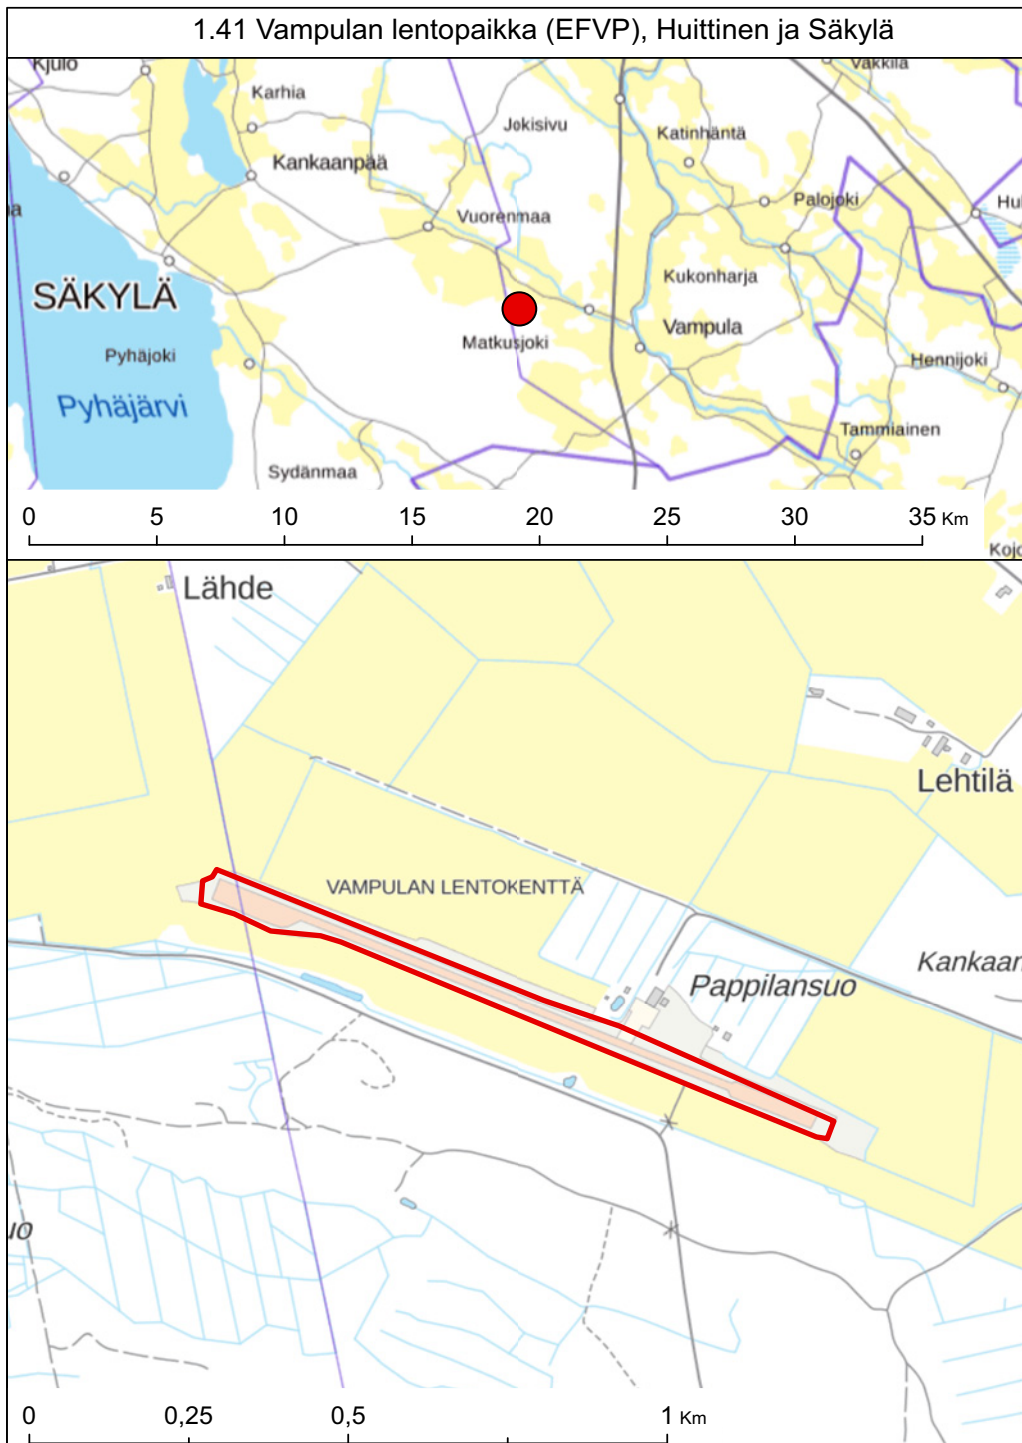 1.41 Vampulan lentopaikka (EFVP), Huittinen ja Säkylä
Kjulo
Vakkila
Karhia
Jokisivu
Katinhäntä
Kankaanpää
Palojoki
Vuorenmaa
SÄKYLÄ
Kukonharja
Vampula
Matkusjoki
Pyhäjoki
Hennijoki
Pyhäjärvi
Tammiainen
Sydänmaa
0 5 10 15 20 25 30 35 Km
Kojo
Lähde
Lehtilä
VAMPULAN LENTOKENTTÄ
Kankaan
Pappilansuo
uo
0 0,25 0,5 1 Km